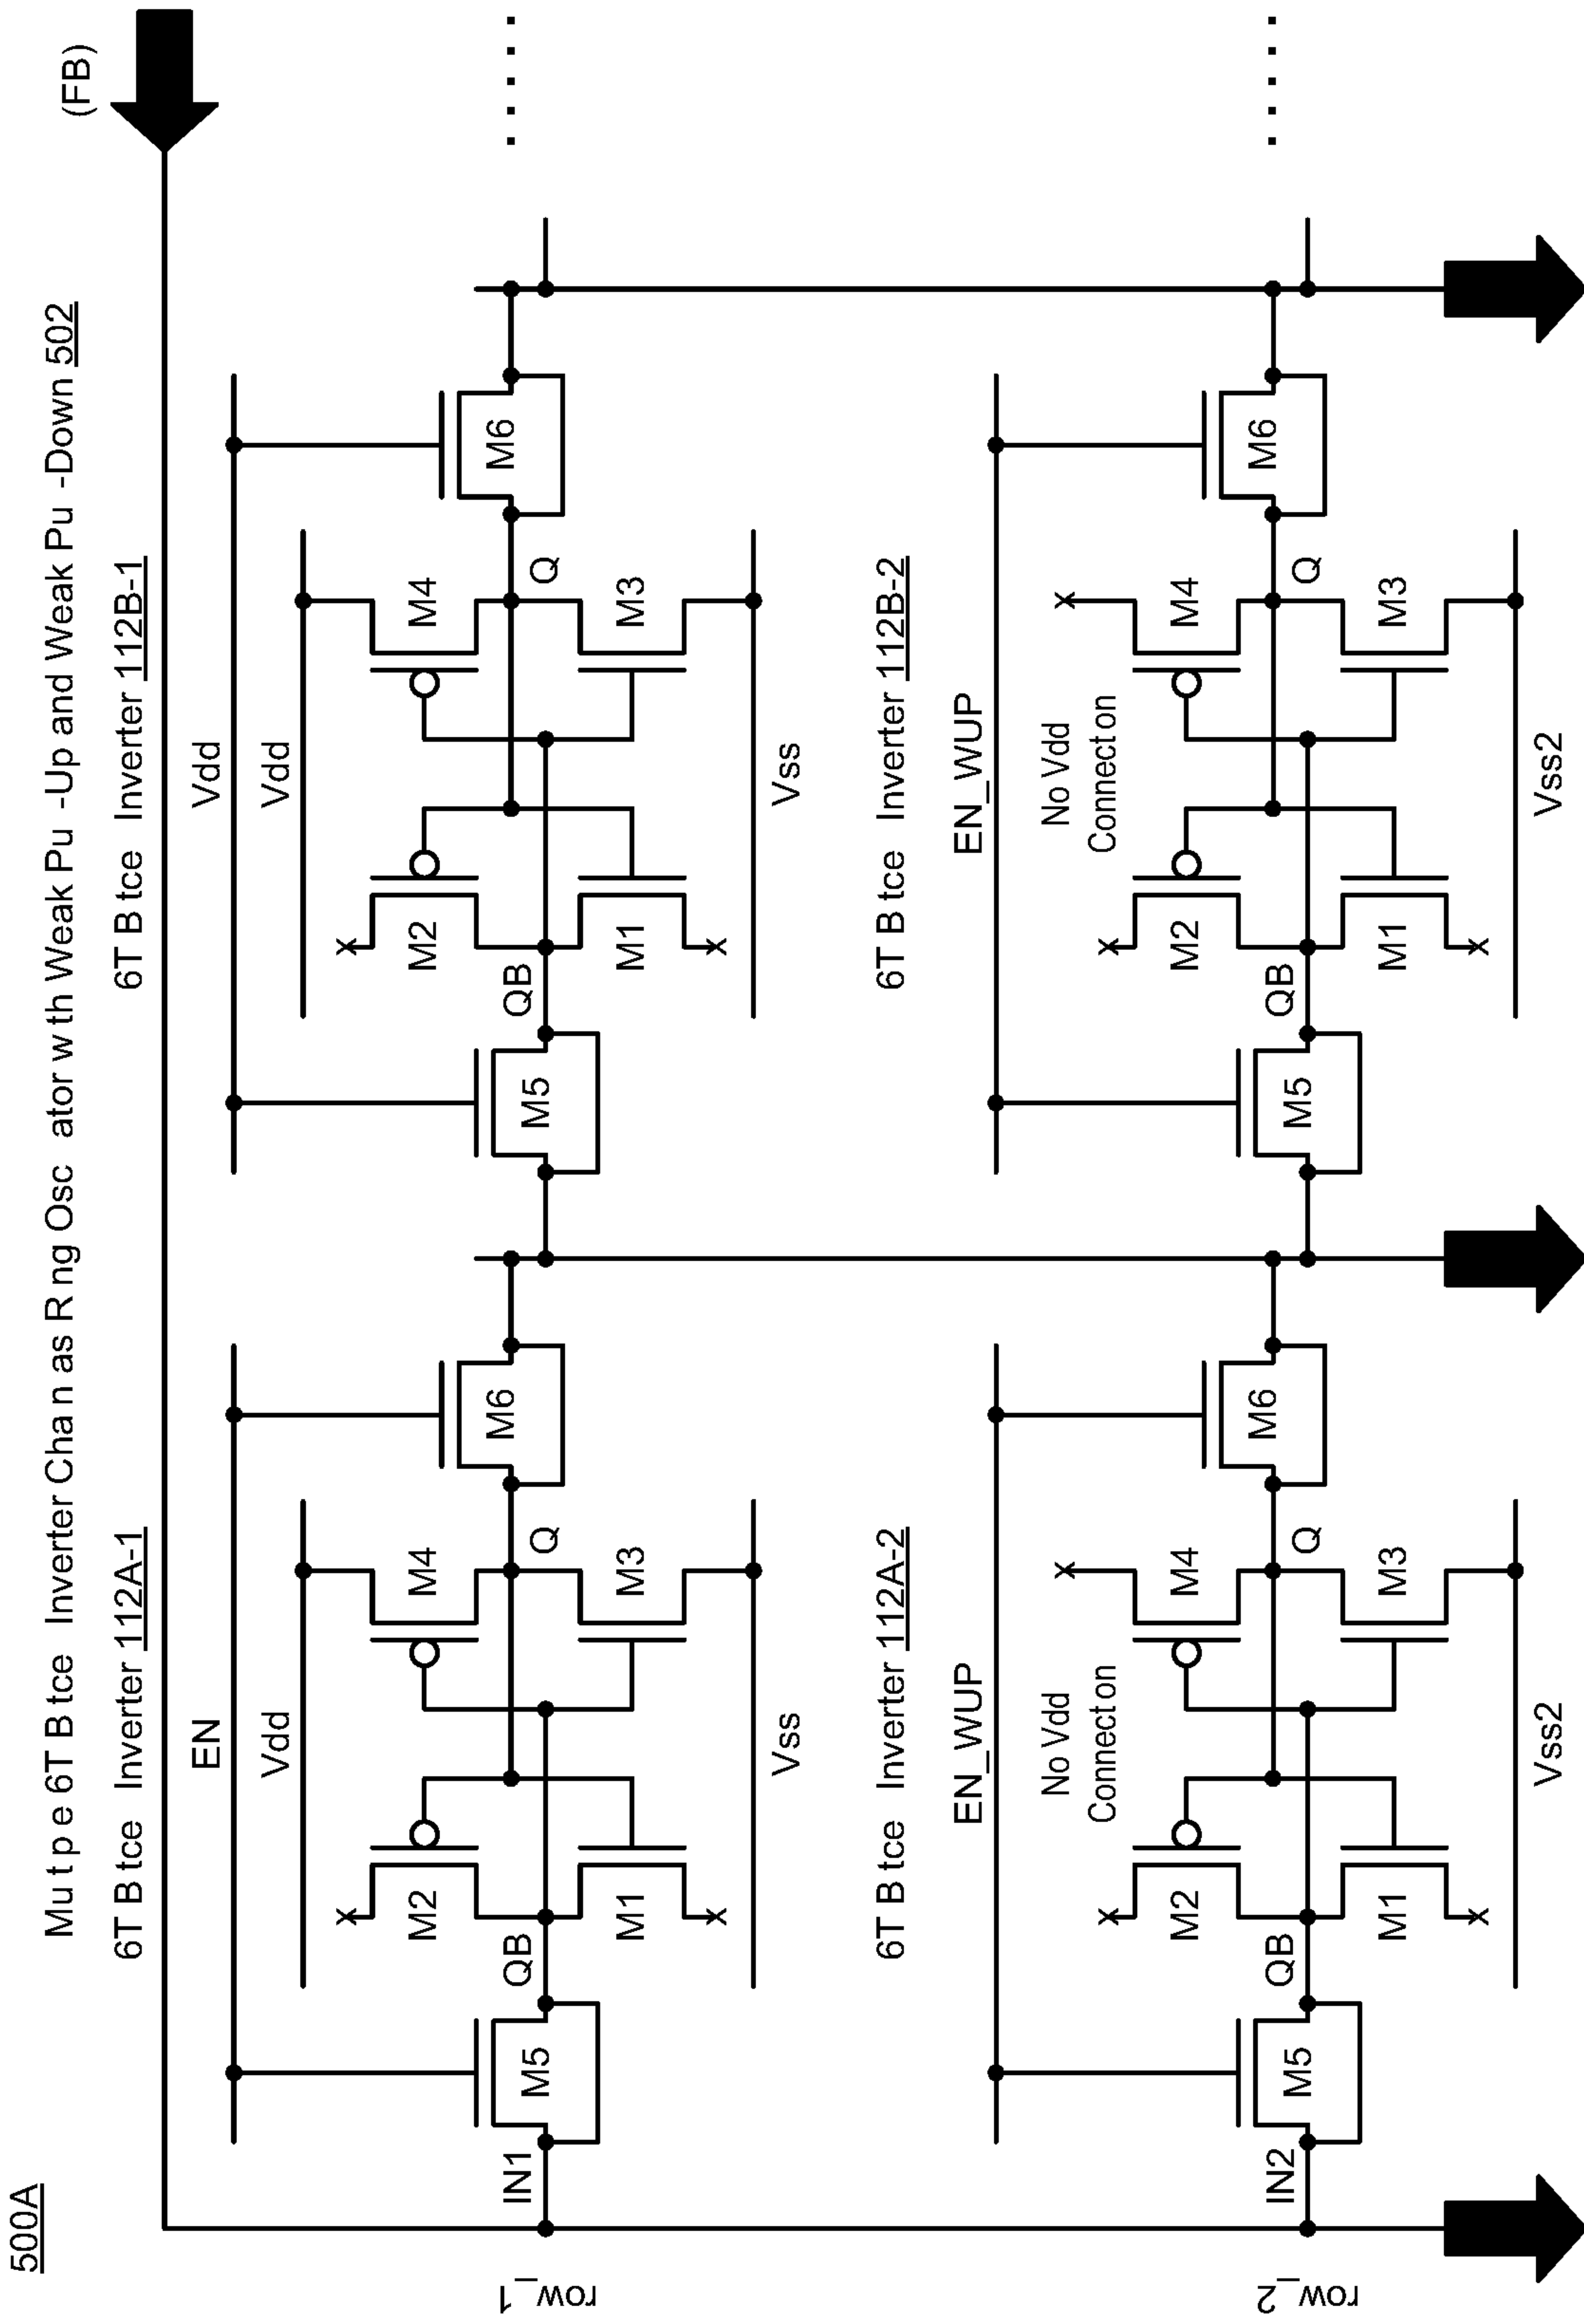 500A
Mu t p e 6T B tce Inverter Cha n as R ng Osc ator w th Weak Pu -Up and Weak Pu -Down 502
(FB)
6T B tce Inverter 112A-1
6T B tce Inverter 112B-1
EN
Vdd
Vdd
Vdd
row_1
IN1
M5
QB
M2
M1
M4
M3
Q
M6
M5
QB
M2
M1
M4
M3
Q
M6
Vss
Vss
6T B tce Inverter 112A-2
6T B tce Inverter 112B-2
EN_WUP
EN_WUP
No Vdd
Connect on
No Vdd
Connect on
row_2
IN2
M5
QB
M2
M1
M4
M3
Q
M6
M5
QB
M2
M1
M4
M3
Q
M6
Vss2
Vss2